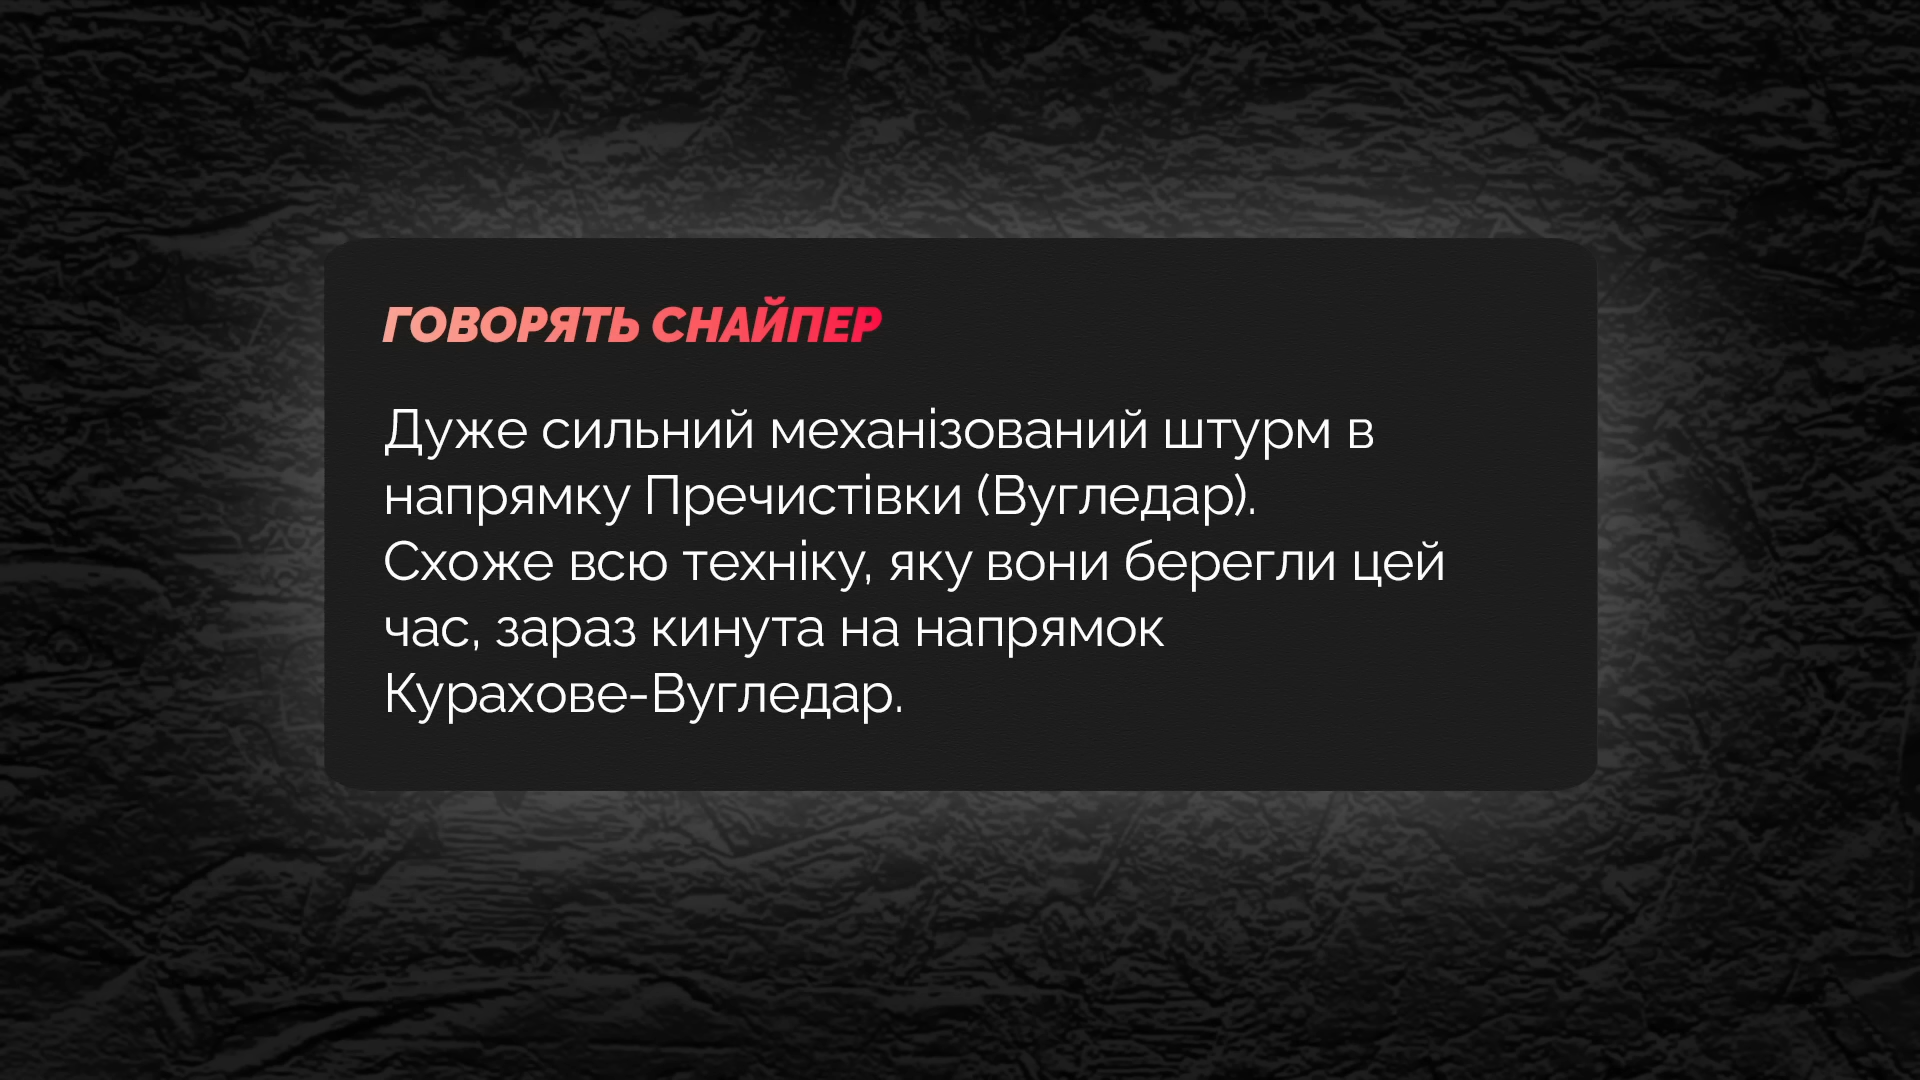 ГОВОРЯТЬ СНАЙПЕР
Дуже сильний механізований штурм в
напрямку Пречистівки (Вугледар).
Схоже всю техніку, яку вони берегли цей
час, зараз кинута на напрямок
Курахове-Вугледар.